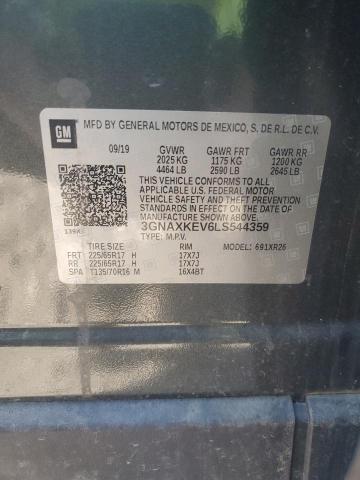 GM
MFD BY GENERAL MOTORS DE MEXICO, S. DE R.L. DE C.V.
09/19 GVWR GAWR FRT GAWR RR
2025 KG 1175 KG 1200 KG
4464 LB 2590 LB 2645 LB
THIS VEHICLE CONFORMS TO ALL APPLICABLE
U.S. FEDERAL MOTOR
VEHICLE SAFETY AND THEFT PREVENTION
STANDARDS IN EFFECT ON THE DATE OF
MANUFACTURE SHOWN ABOVE.
3GNAXKEV6LS544359
TYPE: M.P.V. MODEL: 691XR26
TIRE SIZE RIM
FRT 225/65R17 H 17X7J
RR 225/65R17 H 17X7J
SPA T135/70R16 M 16X4BT